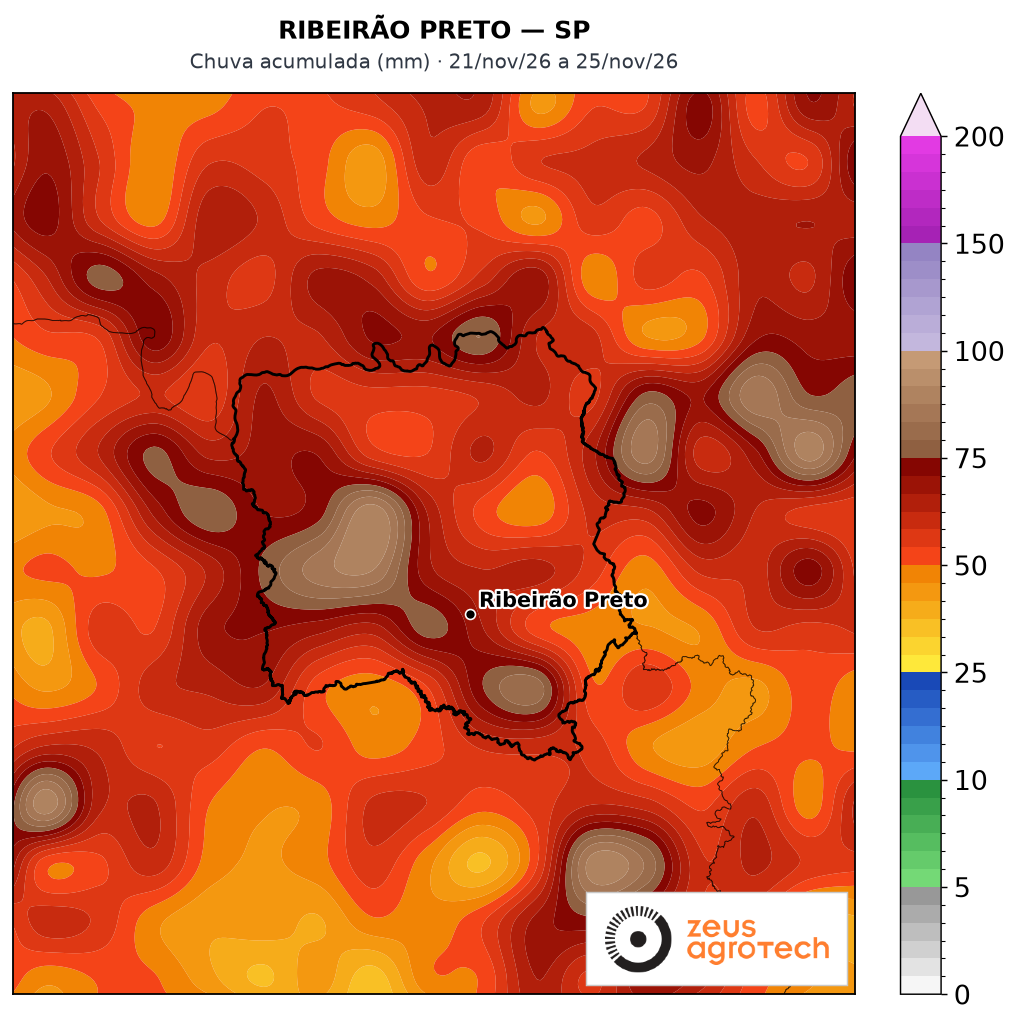 RIBEIRÃO PRETO — SP
Chuva acumulada (mm) · 21/nov/26 a 25/nov/26
200
150
100
75
50
25
10
5
0
Ribeirão Preto
zeus
agrotech